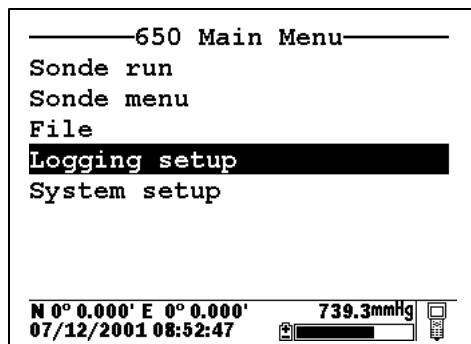 650 Main Menu
Sonde run
Sonde menu
File
Logging setup
System setup
N 0° 0.000' E 0° 0.000'
739.3mmHg
07/12/2001 08:52:47